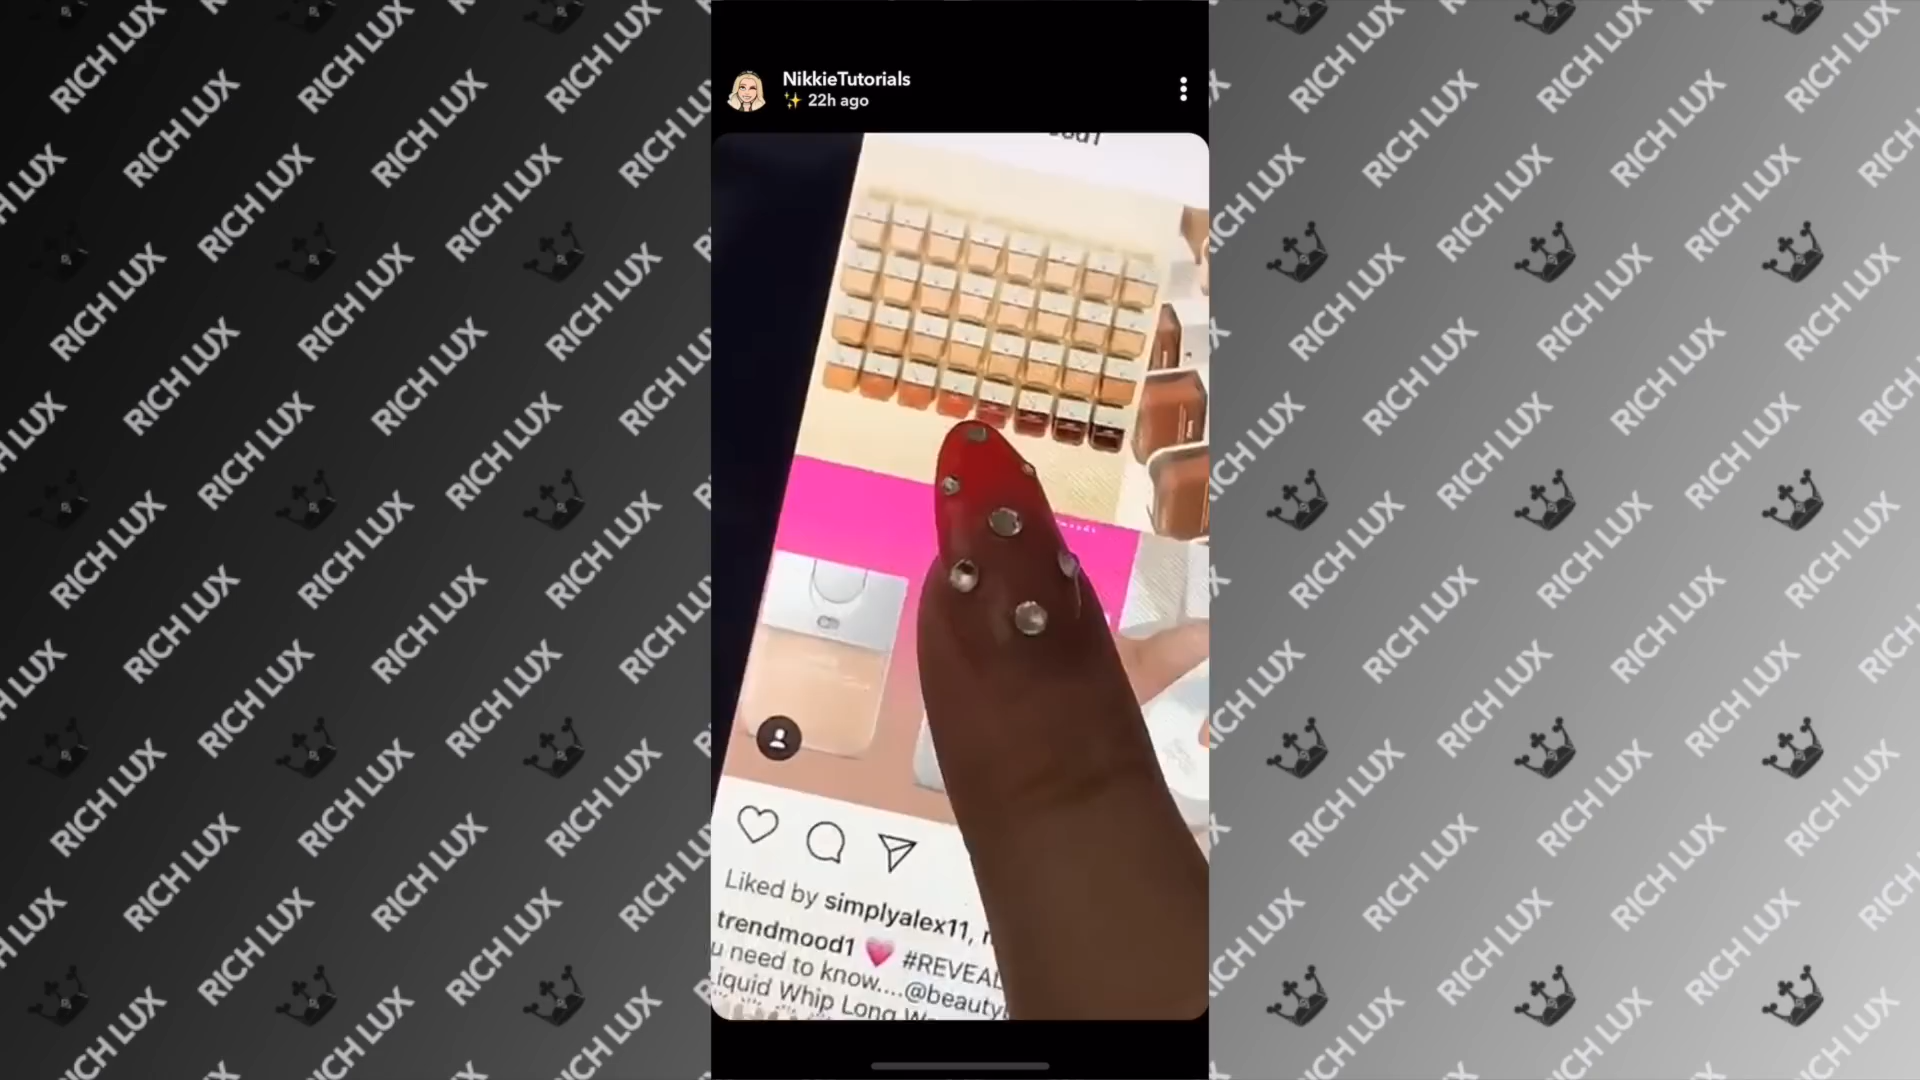 NikkieTutorials
✨ 22h ago
Liked by simplyalex11,
trendmood1 💗 #REVEAL
u need to know....@beauty
iquid Whip Long
RICH LUX